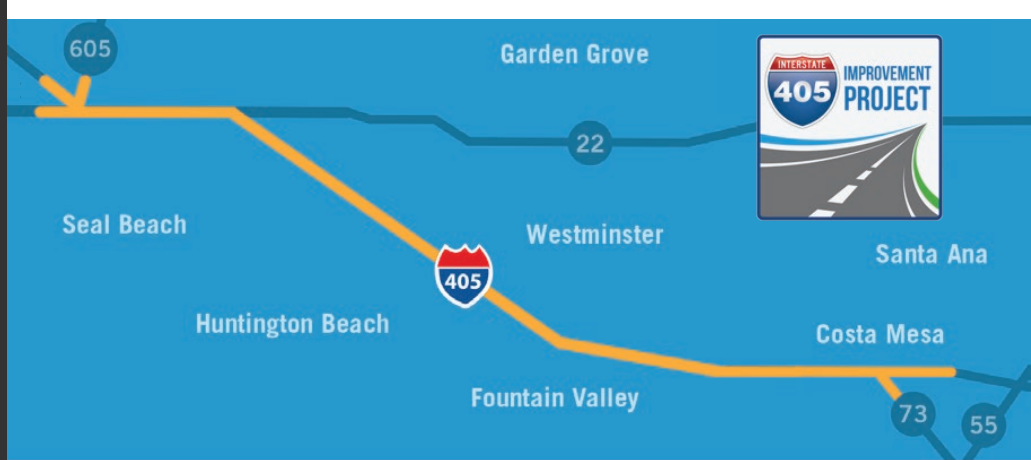 605
Garden Grove
INTERSTATE
405
IMPROVEMENT
PROJECT
22
Seal Beach
Westminster
Santa Ana
405
Huntington Beach
Costa Mesa
Fountain Valley
73
55